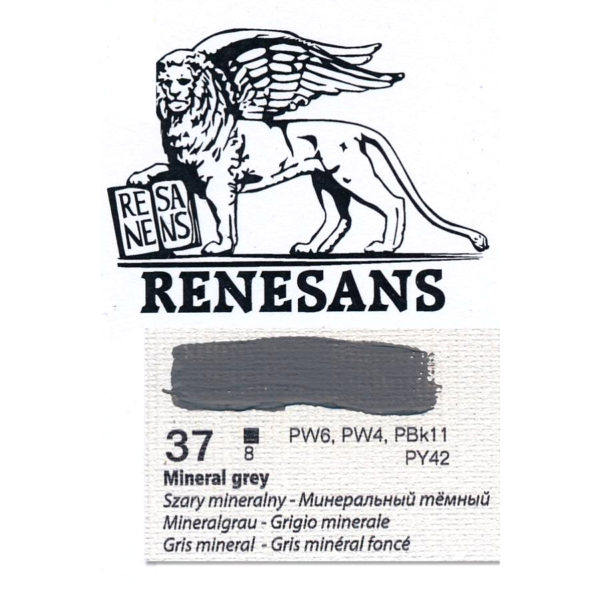 RE SA
NE NS
RENESANS
37 8 PW6, PW4, PBk11
PY42
Mineral grey
Szary mineralny - Минеральный тёмный
Mineralgrau - Grigio minerale
Gris mineral - Gris minéral foncé